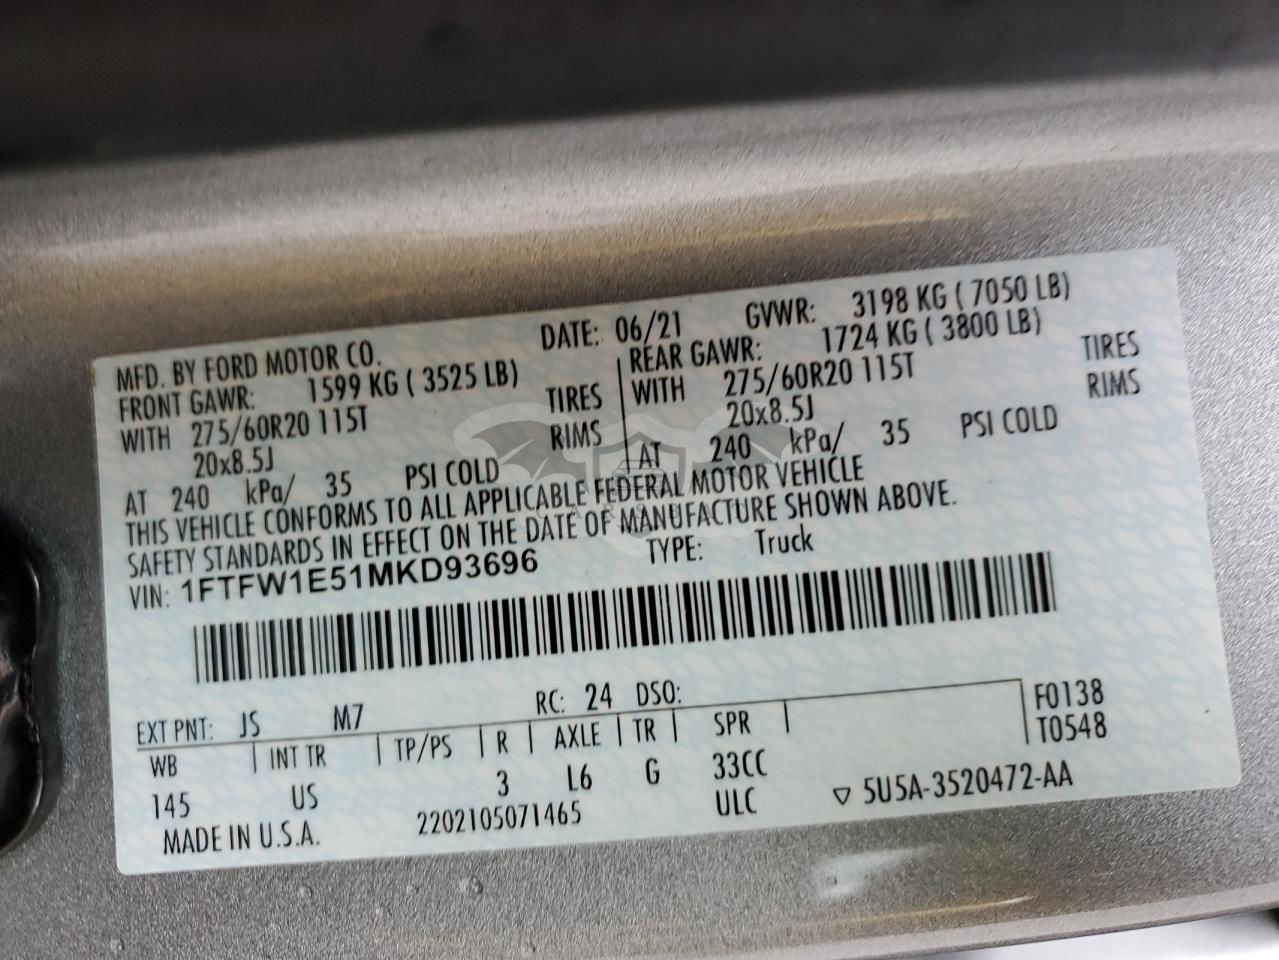 MFD. BY FORD MOTOR CO. DATE: 06/21 GVWR: 3198 KG ( 7050 LB)
FRONT GAWR: 1599 KG ( 3525 LB) REAR GAWR: 1724 KG ( 3800 LB)
WITH 275/60R20 115T TIRES WITH 275/60R20 115T TIRES
20x8.5J RIMS 20x8.5J RIMS
AT 240 kPa/ 35 PSI COLD AT 240 kPa/ 35 PSI COLD
THIS VEHICLE CONFORMS TO ALL APPLICABLE FEDERAL MOTOR VEHICLE
SAFETY STANDARDS IN EFFECT ON THE DATE OF MANUFACTURE SHOWN ABOVE.
VIN: 1FTFW1E51MKD93696 TYPE: Truck
EXT PNT: JS M7 RC: 24 DSO: F0138
WB INT TR TP/PS R AXLE TR SPR T0548
145 US 3 L6 G 33CC
MADE IN U.S.A. 2202105071465 ULC ▽ 5U5A-3520472-AA